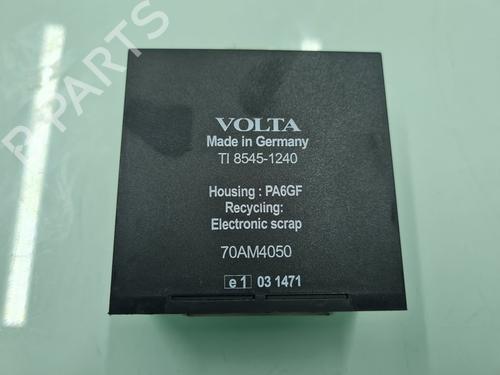 B-PARTS
VOLTA
Made in Germany
TI 8545-1240
Housing : PA6GF
Recycling:
Electronic scrap
70AM4050
e1 03 1471